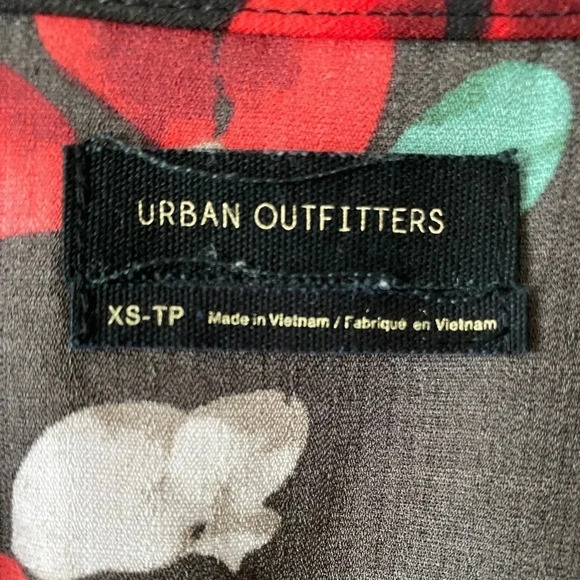 URBAN OUTFITTERS
XS-TP Made in Vietnam / Fabriqué en Vietnam